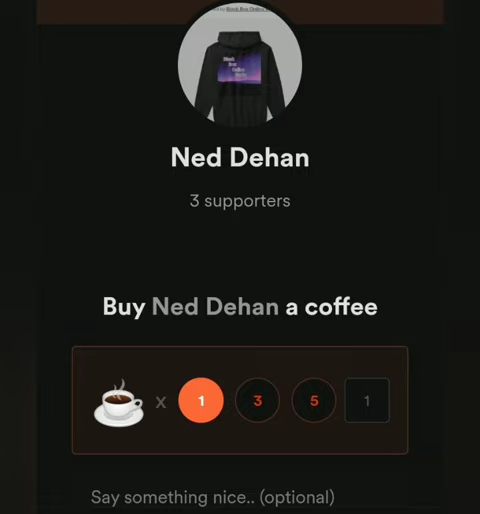 Ned Dehan
3 supporters
Buy Ned Dehan a coffee
x 1 3 5 1
Say something nice.. (optional)